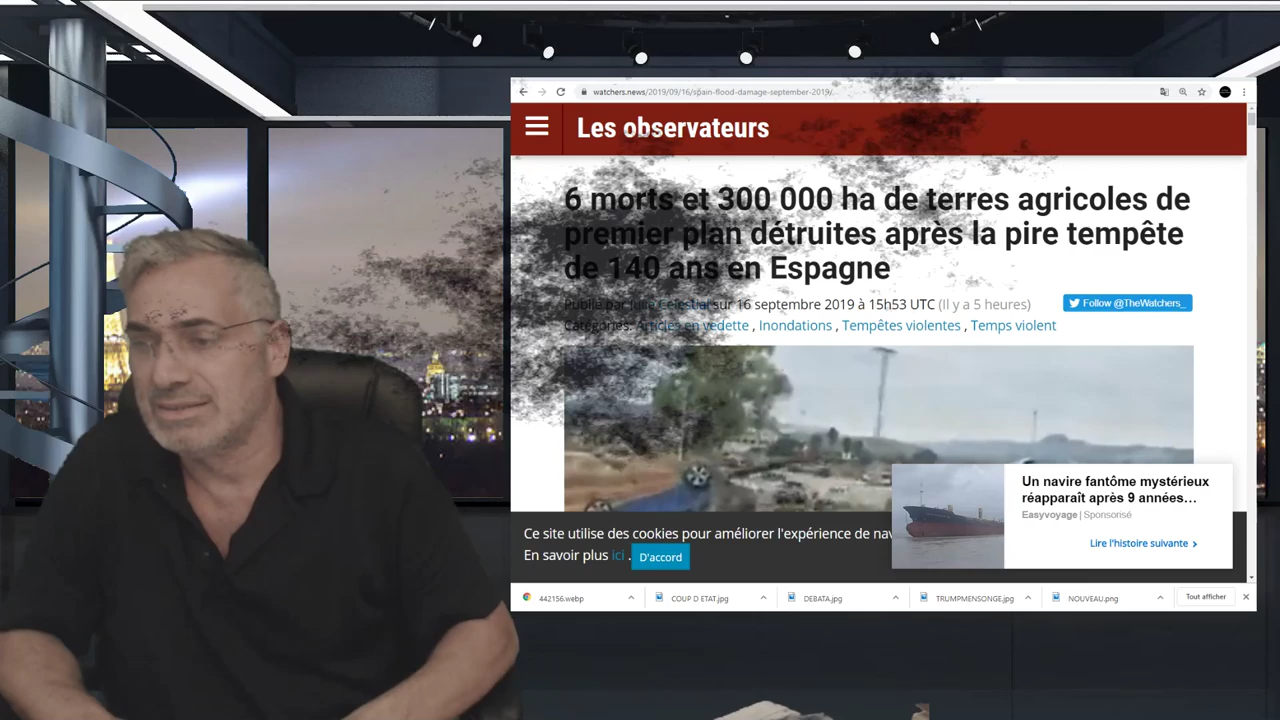 watchers.news/2019/09/16/spain-flood-damage-september-2019/
Les observateurs
6 morts et 300 000 ha de terres agricoles de
premier plan détruites après la pire tempête
de 140 ans en Espagne
Publié par Julie Celestial sur 16 septembre 2019 à 15h53 UTC (Il y a 5 heures)
Follow @TheWatchers_
Catégories: Articles en vedette , Inondations , Tempêtes violentes , Temps violent
Un navire fantôme mystérieux
réapparaît après 9 années…
Easyvoyage | Sponsorisé
Lire l'histoire suivante >
Ce site utilise des cookies pour améliorer l'expérience de nav
En savoir plus ici . D'accord
442156.webp
COUP D ETAT.jpg
DEBATA.jpg
TRUMPMENSONGE.jpg
NOUVEAU.png
Tout afficher